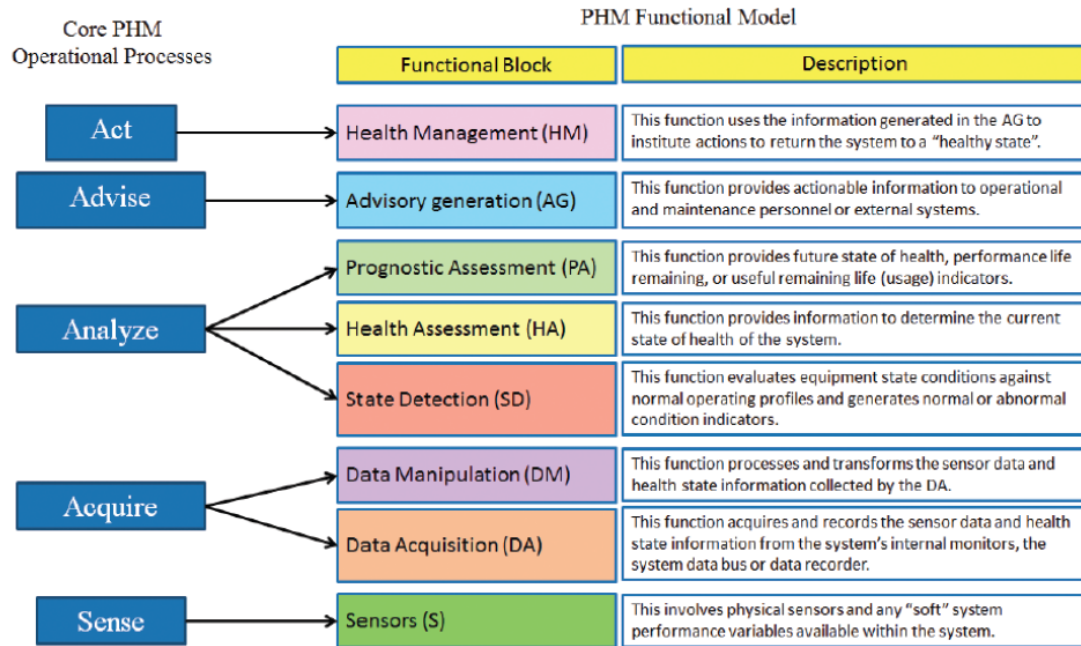 Core PHM
Operational Processes
PHM Functional Model
Functional Block
Description
Act
Health Management (HM)
This function uses the information generated in the AG to
institute actions to return the system to a “healthy state”.
Advise
Advisory generation (AG)
This function provides actionable information to operational
and maintenance personnel or external systems.
Analyze
Prognostic Assessment (PA)
This function provides future state of health, performance life
remaining, or useful remaining life (usage) indicators.
Health Assessment (HA)
This function provides information to determine the current
state of health of the system.
State Detection (SD)
This function evaluates equipment state conditions against
normal operating profiles and generates normal or abnormal
condition indicators.
Acquire
Data Manipulation (DM)
This function processes and transforms the sensor data and
health state information collected by the DA.
Data Acquisition (DA)
This function acquires and records the sensor data and health
state information from the system’s internal monitors, the
system data bus or data recorder.
Sense
Sensors (S)
This involves physical sensors and any “soft” system
performance variables available within the system.